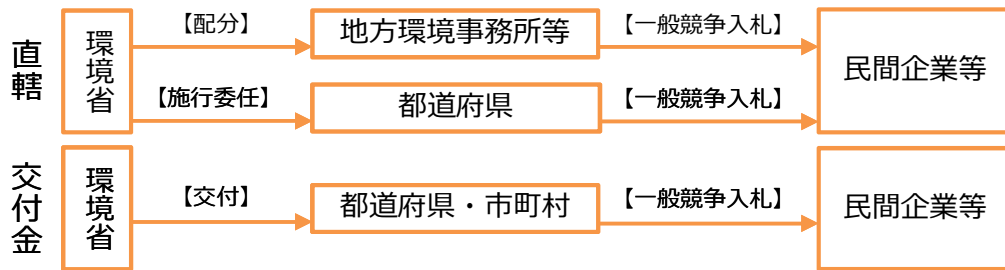 直轄
環境省
【配分】
地方環境事務所等
【一般競争入札】
民間企業等
【施行委任】
都道府県
【一般競争入札】
交付金
環境省
【交付】
都道府県・市町村
【一般競争入札】
民間企業等